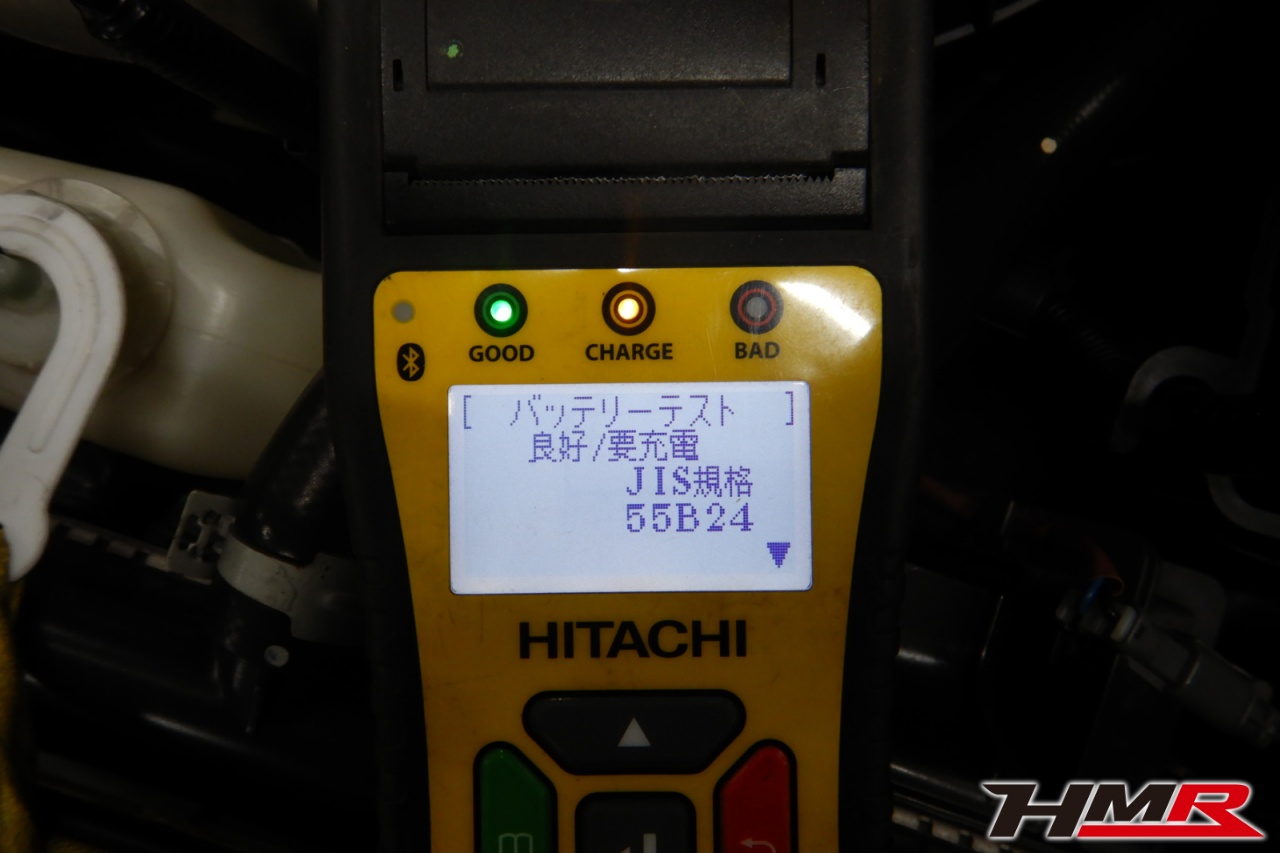 GOOD CHARGE BAD
[ バッテリーテスト ]
良好/要充電
JIS規格
55B24
HITACHI
HMR